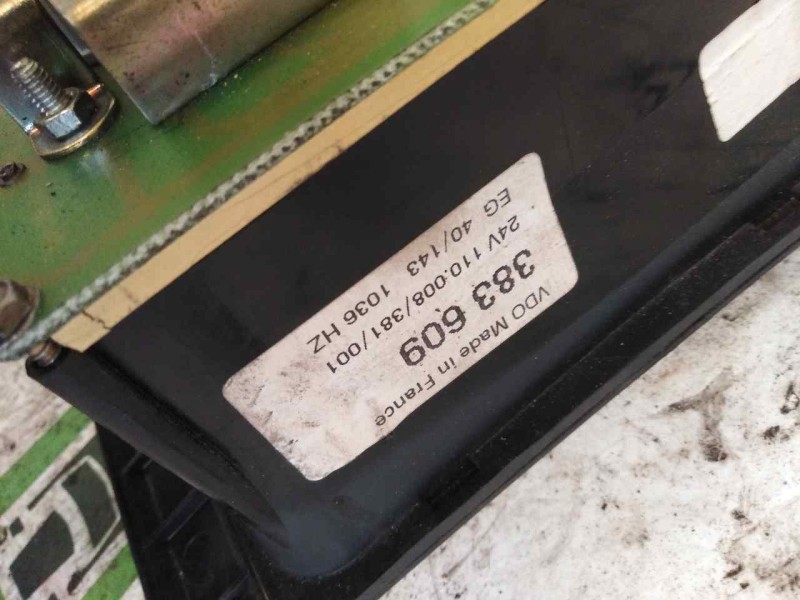 VDO Made in France
383 609
24V 110.008/381/001
EG 40/143 1036 HZ